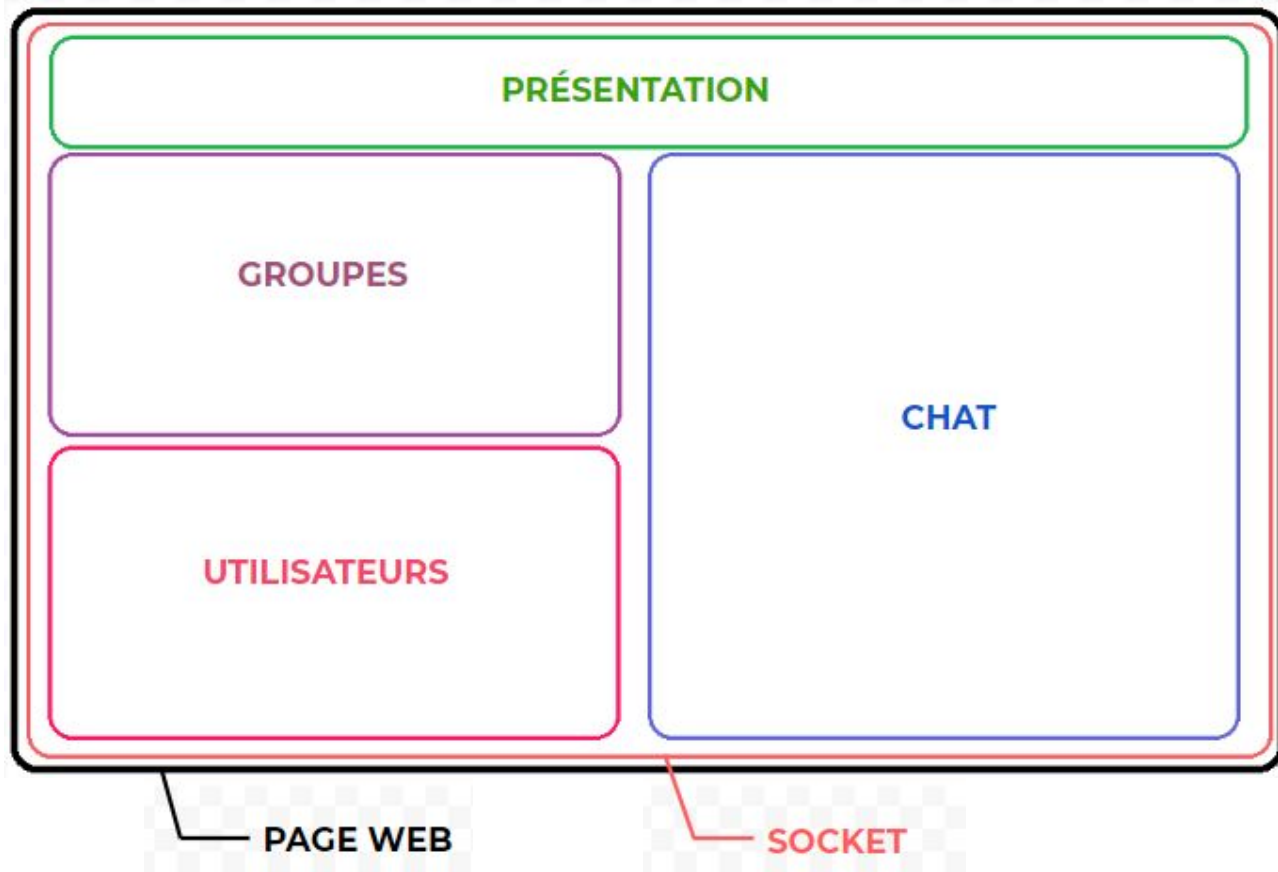 PRÉSENTATION
GROUPES
CHAT
UTILISATEURS
PAGE WEB
SOCKET